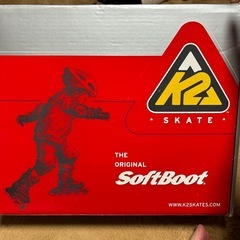 K2
SKATE
THE
ORIGINAL
SoftBoot
WWW.K2SKATES.COM